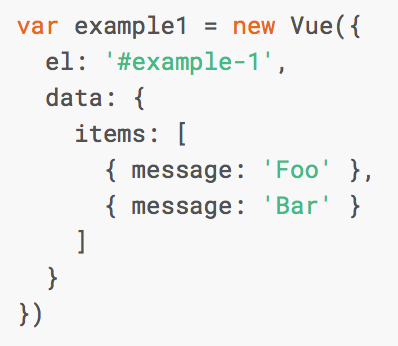 var example1 = new Vue({
  el: '#example-1',
  data: {
    items: [
      { message: 'Foo' },
      { message: 'Bar' }
    ]
  }
})